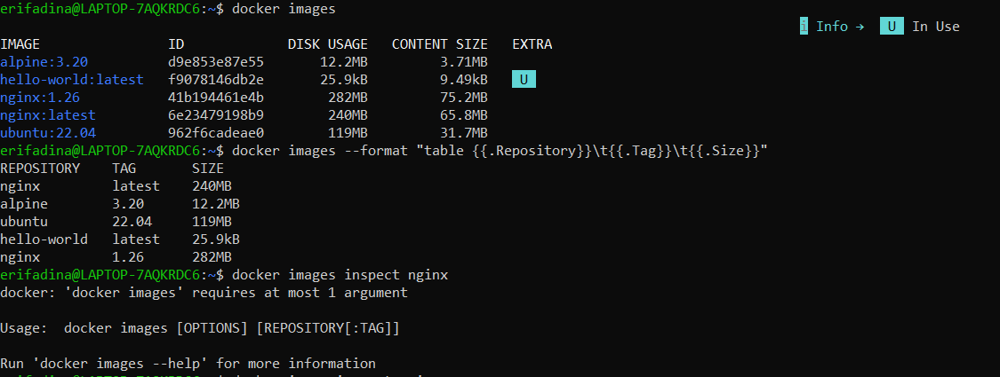 erifadina@LAPTOP-7AQKRDC6:~$ docker images
i Info → U In Use
IMAGE ID DISK USAGE CONTENT SIZE EXTRA
alpine:3.20 d9e853e87e55 12.2MB 3.71MB
hello-world:latest f9078146db2e 25.9kB 9.49kB U
nginx:1.26 41b194461e4b 282MB 75.2MB
nginx:latest 6e23479198b9 240MB 65.8MB
ubuntu:22.04 962f6cadeae0 119MB 31.7MB
erifadina@LAPTOP-7AQKRDC6:~$ docker images --format "table {{.Repository}}\t{{.Tag}}\t{{.Size}}"
REPOSITORY TAG SIZE
nginx latest 240MB
alpine 3.20 12.2MB
ubuntu 22.04 119MB
hello-world latest 25.9kB
nginx 1.26 282MB
erifadina@LAPTOP-7AQKRDC6:~$ docker images inspect nginx
docker: 'docker images' requires at most 1 argument
Usage: docker images [OPTIONS] [REPOSITORY[:TAG]]
Run 'docker images --help' for more information